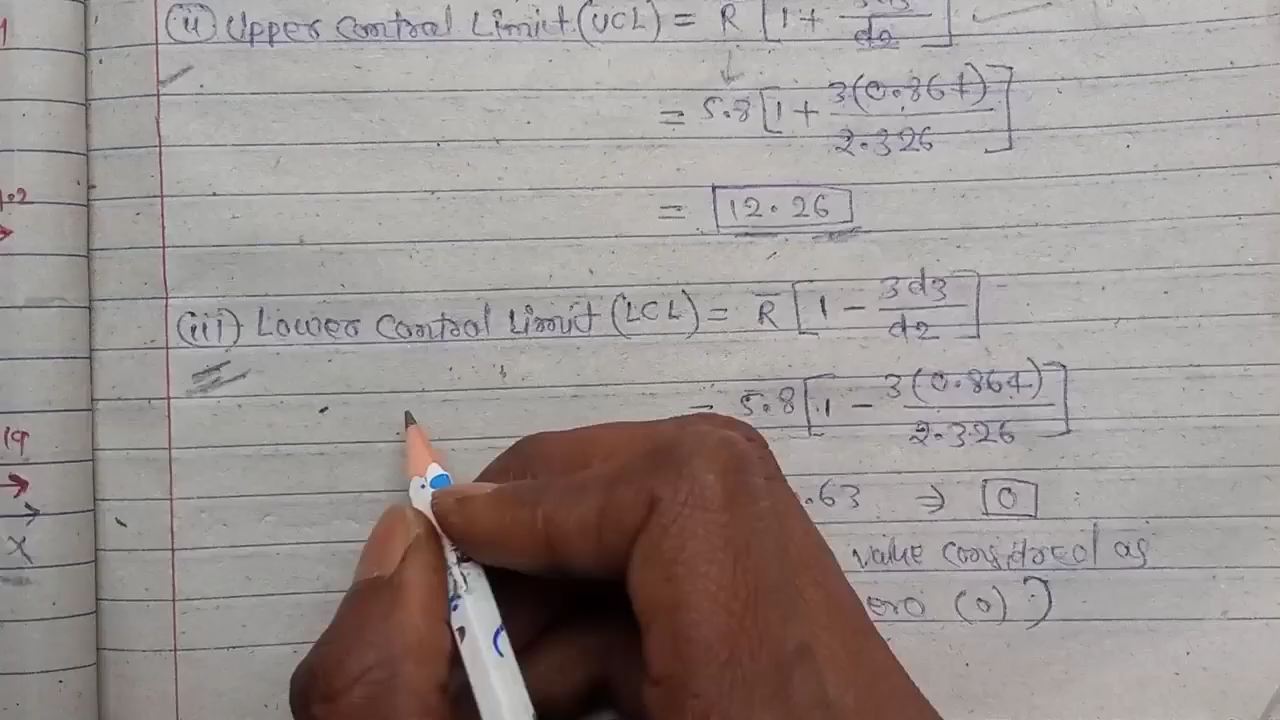 (ii) Upper Control Limit (UCL) = R [1 + 3d3 / d2]
= 5.8 [1 + 3(0.864) / 2.326]
= 12.26
(iii) Lower Control Limit (LCL) = R̅ [1 - 3d3 / d2]
= 5.8 [1 - 3(0.864) / 2.326]
.63 ⇒ 0
value considered as
ero (0))
19
x